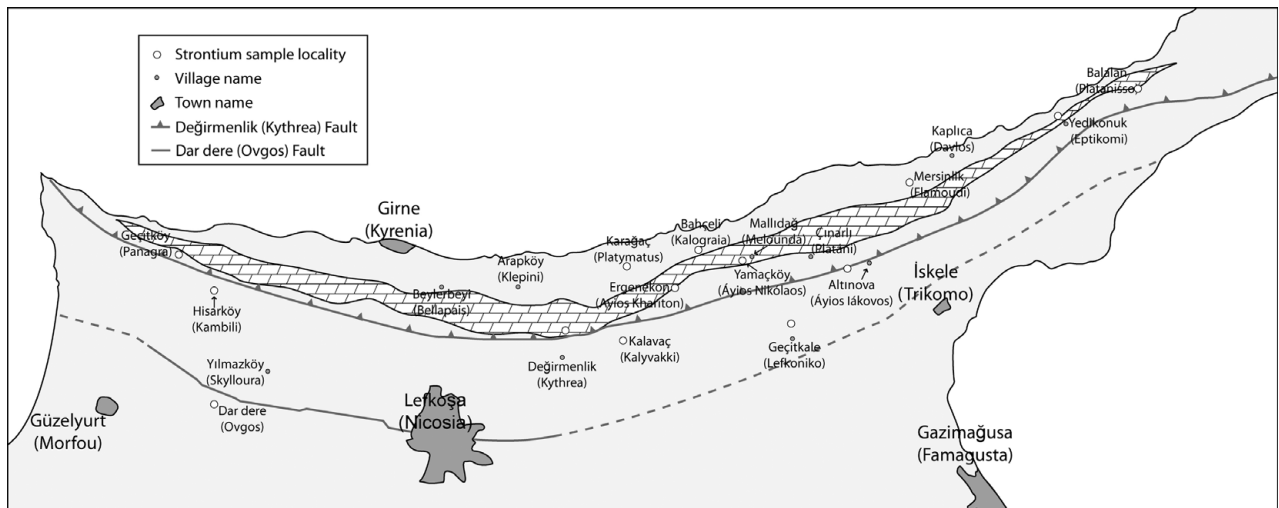 Strontium sample locality
Village name
Town name
Değirmenlik (Kythrea) Fault
Dar dere (Ovgos) Fault
Balalan
(Platanisso)
Yedikonuk
(Eptikomi)
Kaplıca
(Davlos)
Mersinlik
(Flamoudi)
Girne
(Kyrenia)
Geçitköy
(Panagra)
Bahçeli
(Kalograia)
Mallıdağ
(Melounda)
Çınarlı
(Platani)
Karağaç
(Platymatus)
Arapköy
(Klepini)
Yamaçköy
(Áyios Nikolaos)
Altınova
(Áyios Iákovos)
İskele
(Trikomo)
Beylerbeyi
(Bellapais)
Ergenekon
(Ayios Khariton)
Hisarköy
(Kambili)
Kalavaç
(Kalyvakki)
Geçitkale
(Lefkoniko)
Değirmenlik
(Kythrea)
Yılmazköy
(Skylloura)
Dar dere
(Ovgos)
Lefkoşa
(Nicosia)
Güzelyurt
(Morfou)
Gazimağusa
(Famagusta)